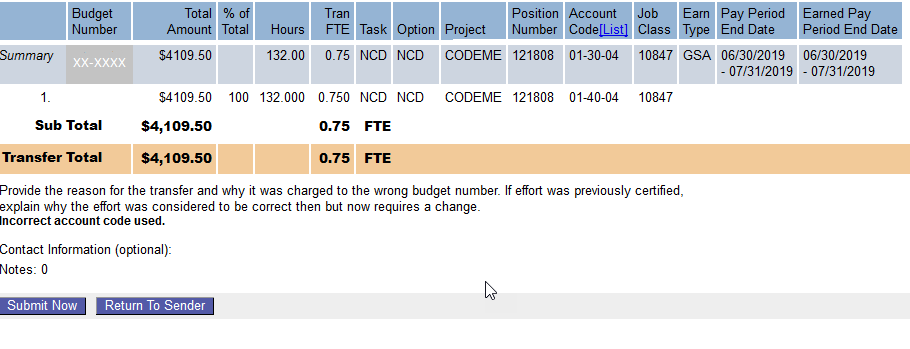 Budget Number Total Amount % of Total Hours Tran FTE Task Option Project Position Number Account Code[List] Job Class Earn Type Pay Period End Date Earned Pay Period End Date
Summary XX-XXXX $4109.50 132.00 0.75 NCD NCD CODEME 121808 01-30-04 10847 GSA 06/30/2019 - 07/31/2019 06/30/2019 - 07/31/2019
1. $4109.50 100 132.000 0.750 NCD NCD CODEME 121808 01-40-04 10847
Sub Total $4,109.50 0.75 FTE
Transfer Total $4,109.50 0.75 FTE
Provide the reason for the transfer and why it was charged to the wrong budget number. If effort was previously certified,
explain why the effort was considered to be correct then but now requires a change.
Incorrect account code used.
Contact Information (optional):
Notes: 0
Submit Now Return To Sender